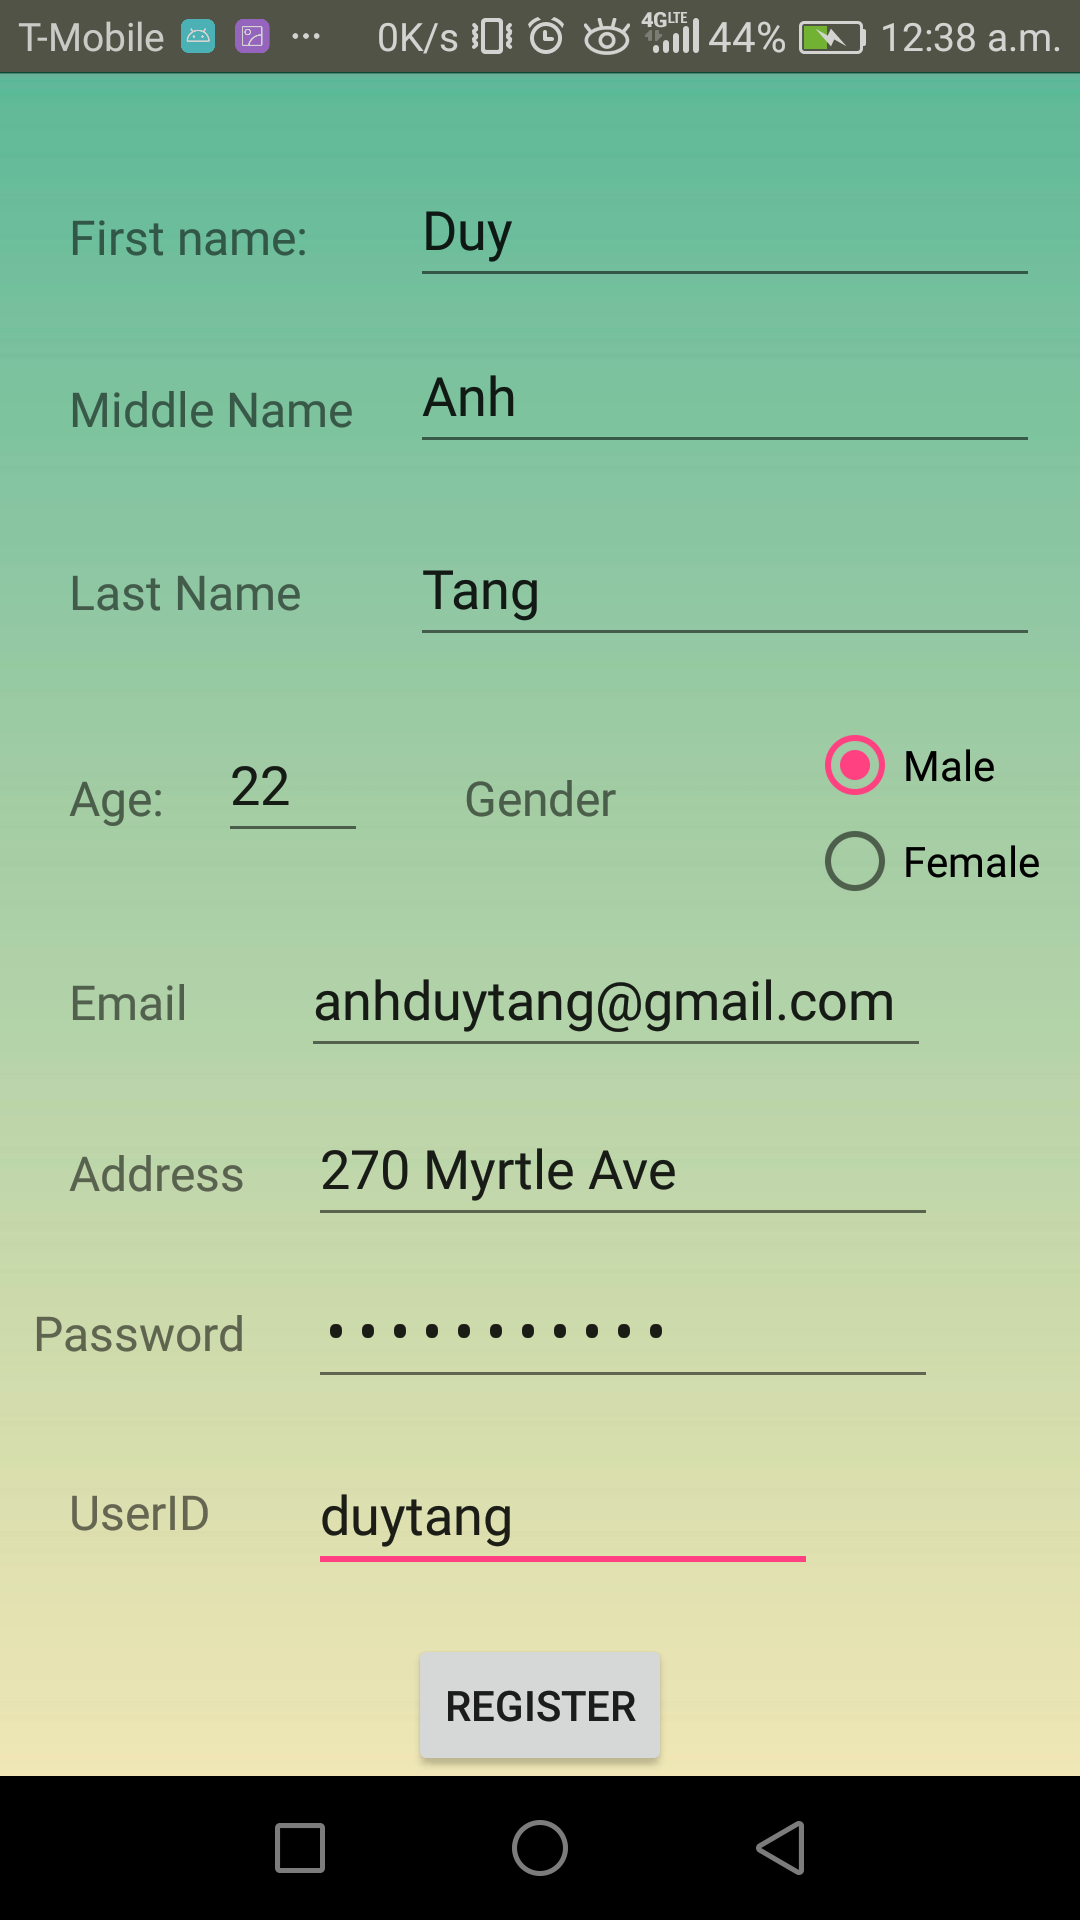 T-Mobile ... 0K/s 4G LTE 44% 12:38 a.m.
First name: Duy
Middle Name Anh
Last Name Tang
Age: 22 Gender Male
Female
Email anhduytang@gmail.com
Address 270 Myrtle Ave
Password •••••••••••
UserID duytang
REGISTER